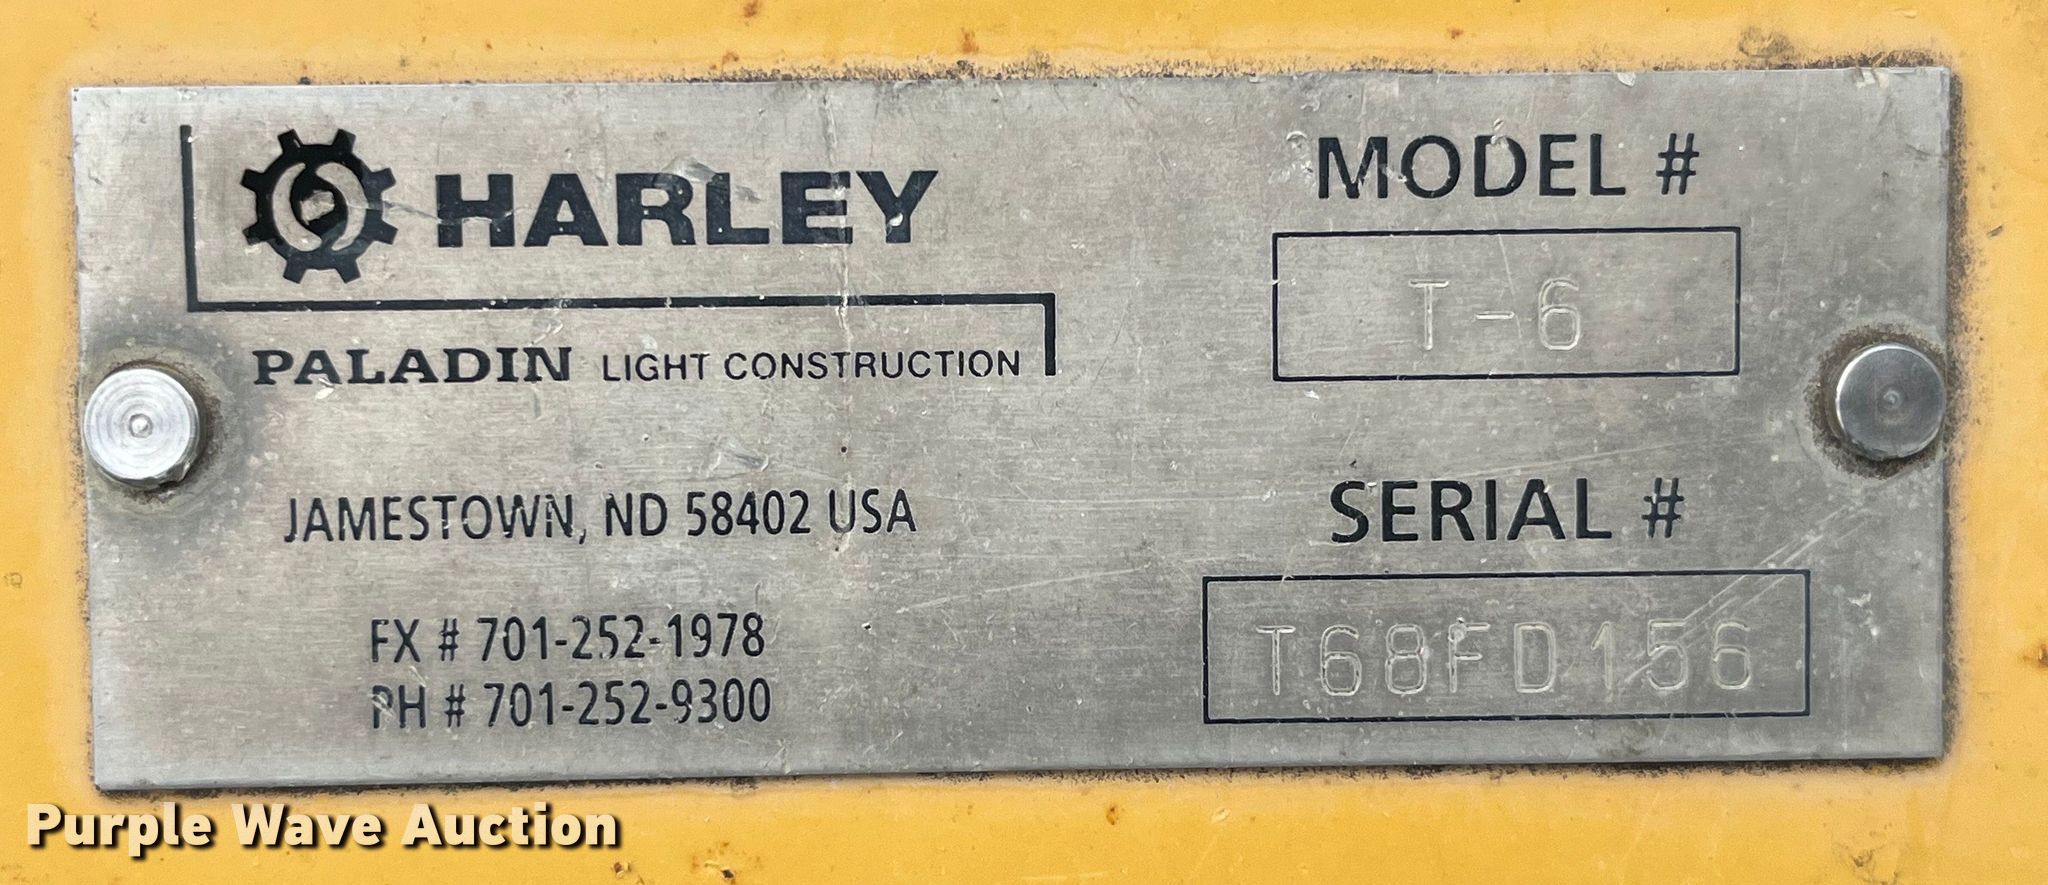 HARLEY
PALADIN LIGHT CONSTRUCTION
JAMESTOWN, ND 58402 USA
FX # 701-252-1978
PH # 701-252-9300
MODEL #
T-6
SERIAL #
T68FD156
Purple Wave Auction